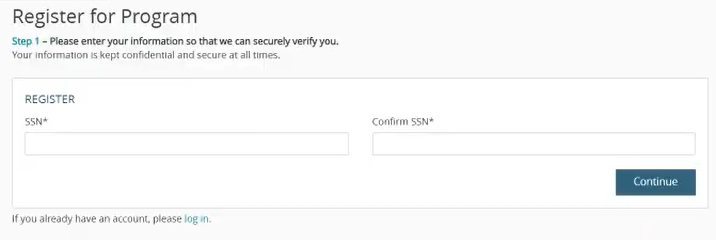 Register for Program
Step 1 – Please enter your information so that we can securely verify you.
Your information is kept confidential and secure at all times.
REGISTER
SSN*
Confirm SSN*
Continue
If you already have an account, please log in.